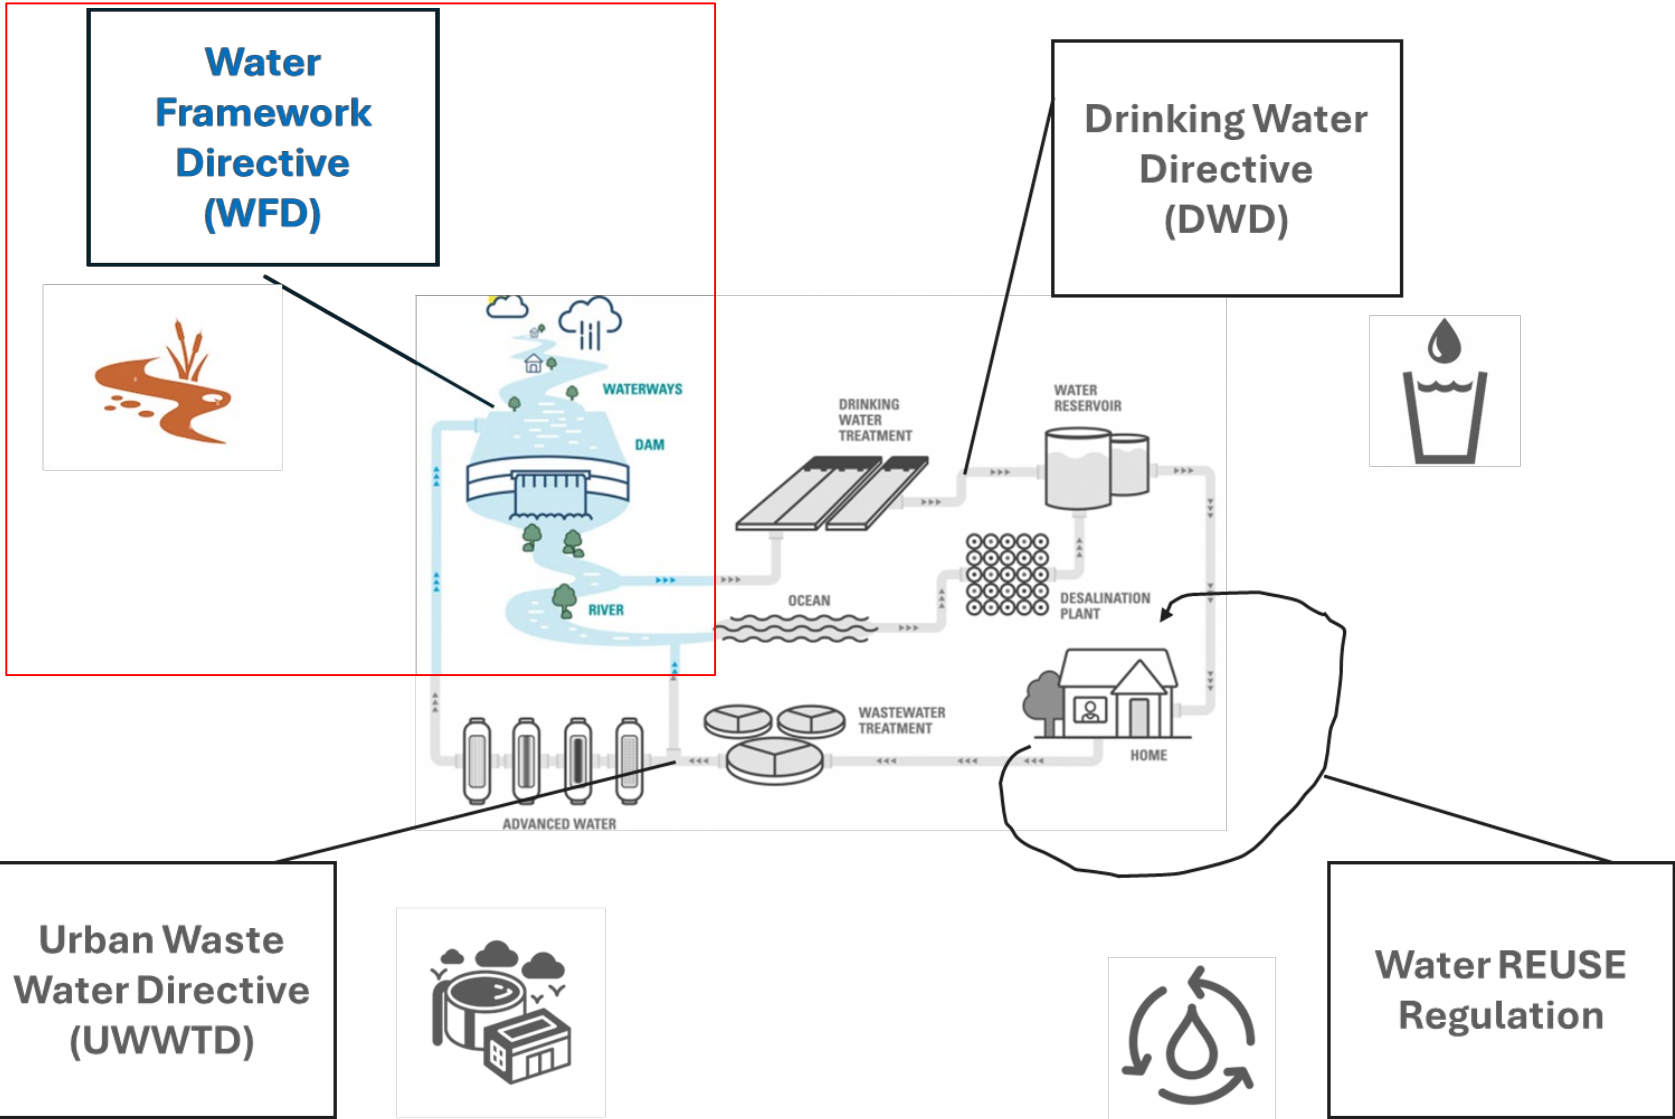 Water
Framework
Directive
(WFD)
Drinking Water
Directive
(DWD)
WATERWAYS
DAM
RIVER
DRINKING
WATER
TREATMENT
WATER
RESERVOIR
OCEAN
DESALINATION
PLANT
WASTEWATER
TREATMENT
HOME
ADVANCED WATER
Urban Waste
Water Directive
(UWWTD)
Water REUSE
Regulation